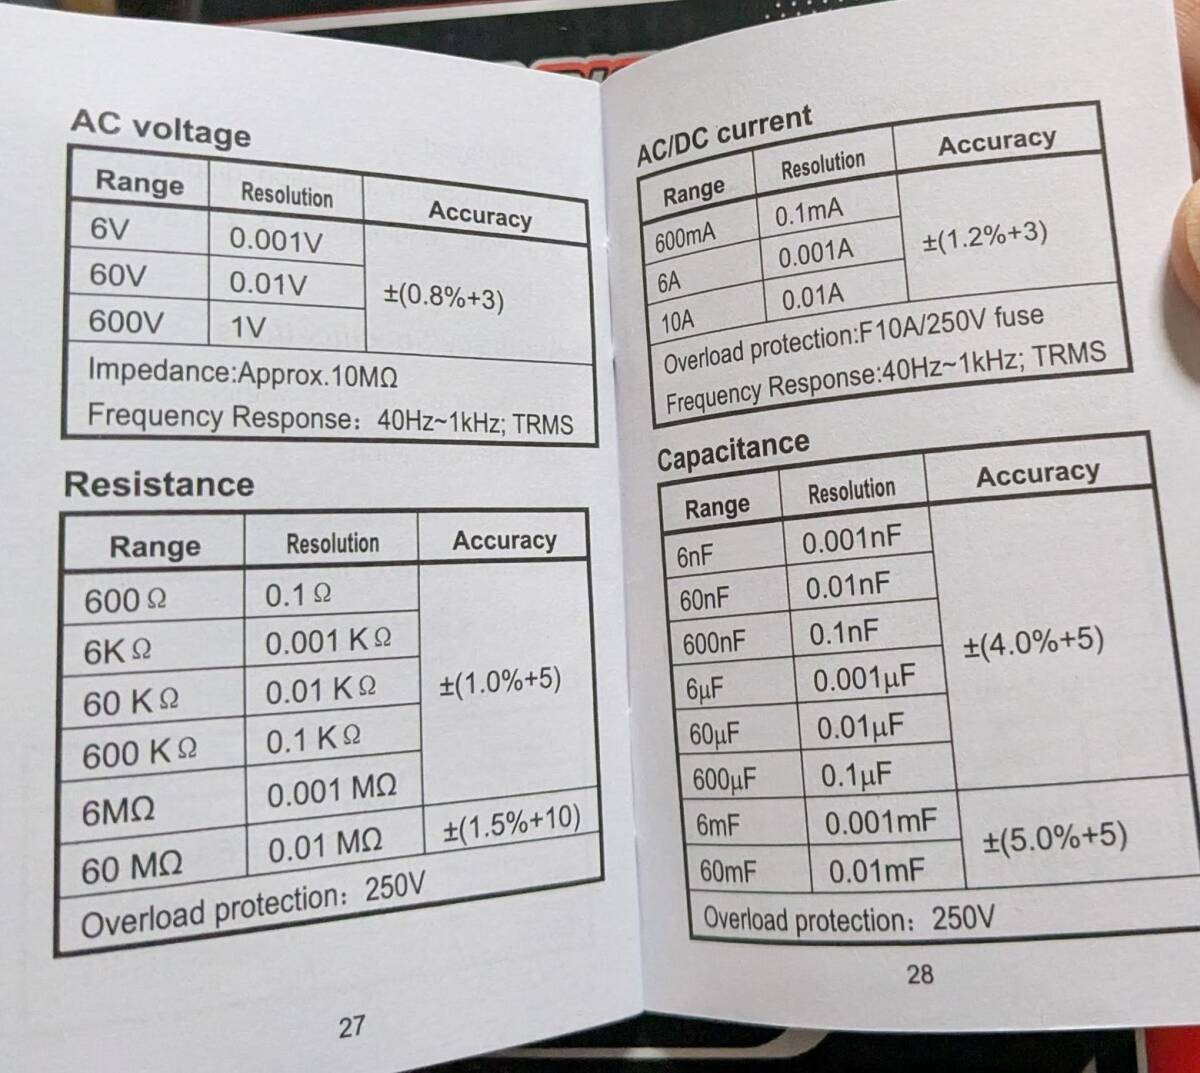 AC voltage
Range Resolution Accuracy
6V 0.001V ±(0.8%+3)
60V 0.01V
600V 1V
Impedance:Approx.10MΩ
Frequency Response: 40Hz~1kHz; TRMS
Resistance
Range Resolution Accuracy
600 Ω 0.1 Ω ±(1.0%+5)
6K Ω 0.001 K Ω
60 K Ω 0.01 K Ω
600 K Ω 0.1 K Ω
6MΩ 0.001 MΩ
60 MΩ 0.01 MΩ ±(1.5%+10)
Overload protection: 250V
27
AC/DC current
Range Resolution Accuracy
600mA 0.1mA ±(1.2%+3)
6A 0.001A
10A 0.01A
Overload protection:F10A/250V fuse
Frequency Response:40Hz~1kHz; TRMS
Capacitance
Range Resolution Accuracy
6nF 0.001nF ±(4.0%+5)
60nF 0.01nF
600nF 0.1nF
6μF 0.001μF
60μF 0.01μF
600μF 0.1μF
6mF 0.001mF ±(5.0%+5)
60mF 0.01mF
Overload protection: 250V
28